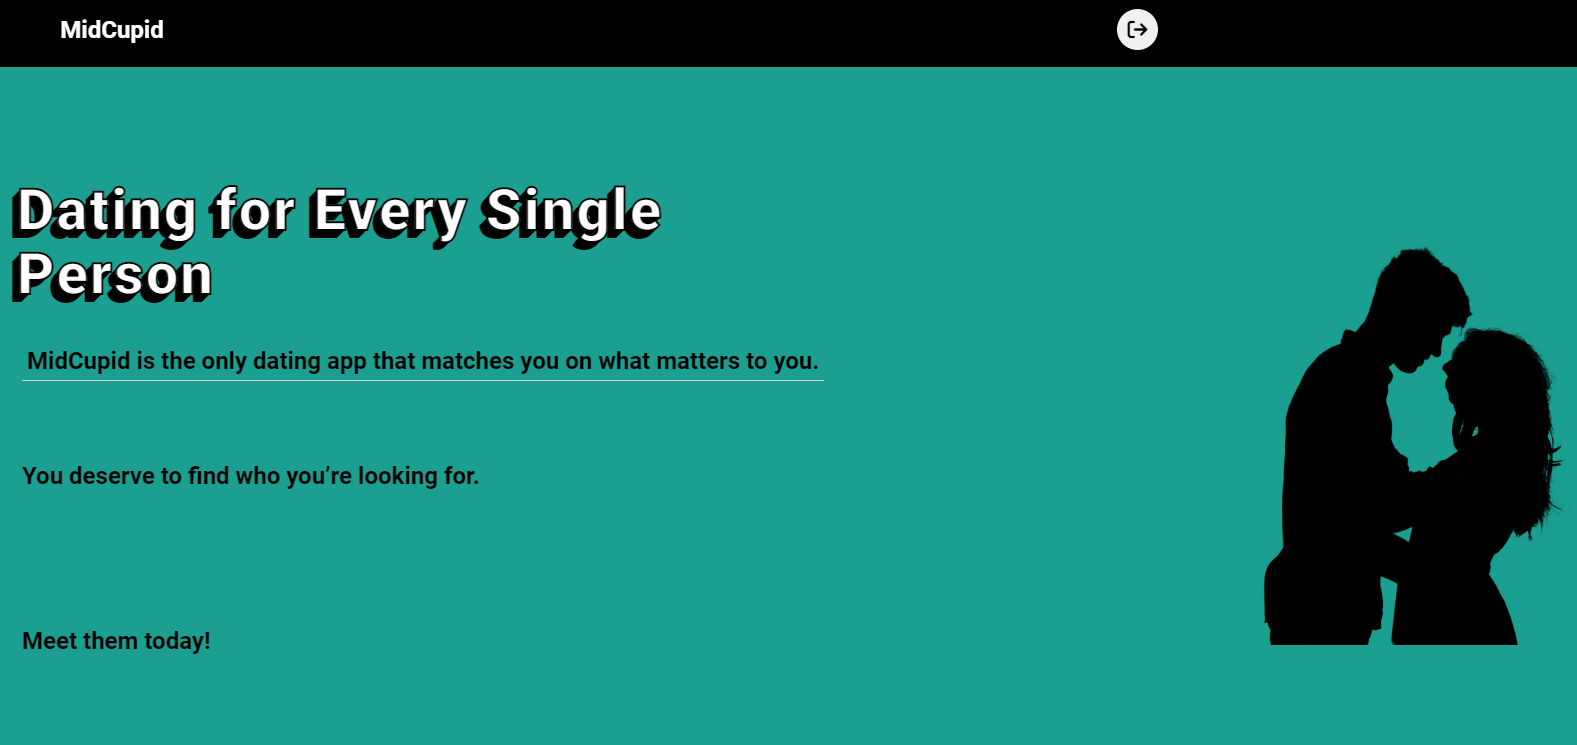 MidCupid
Dating for Every Single
Person
MidCupid is the only dating app that matches you on what matters to you.
You deserve to find who you’re looking for.
Meet them today!